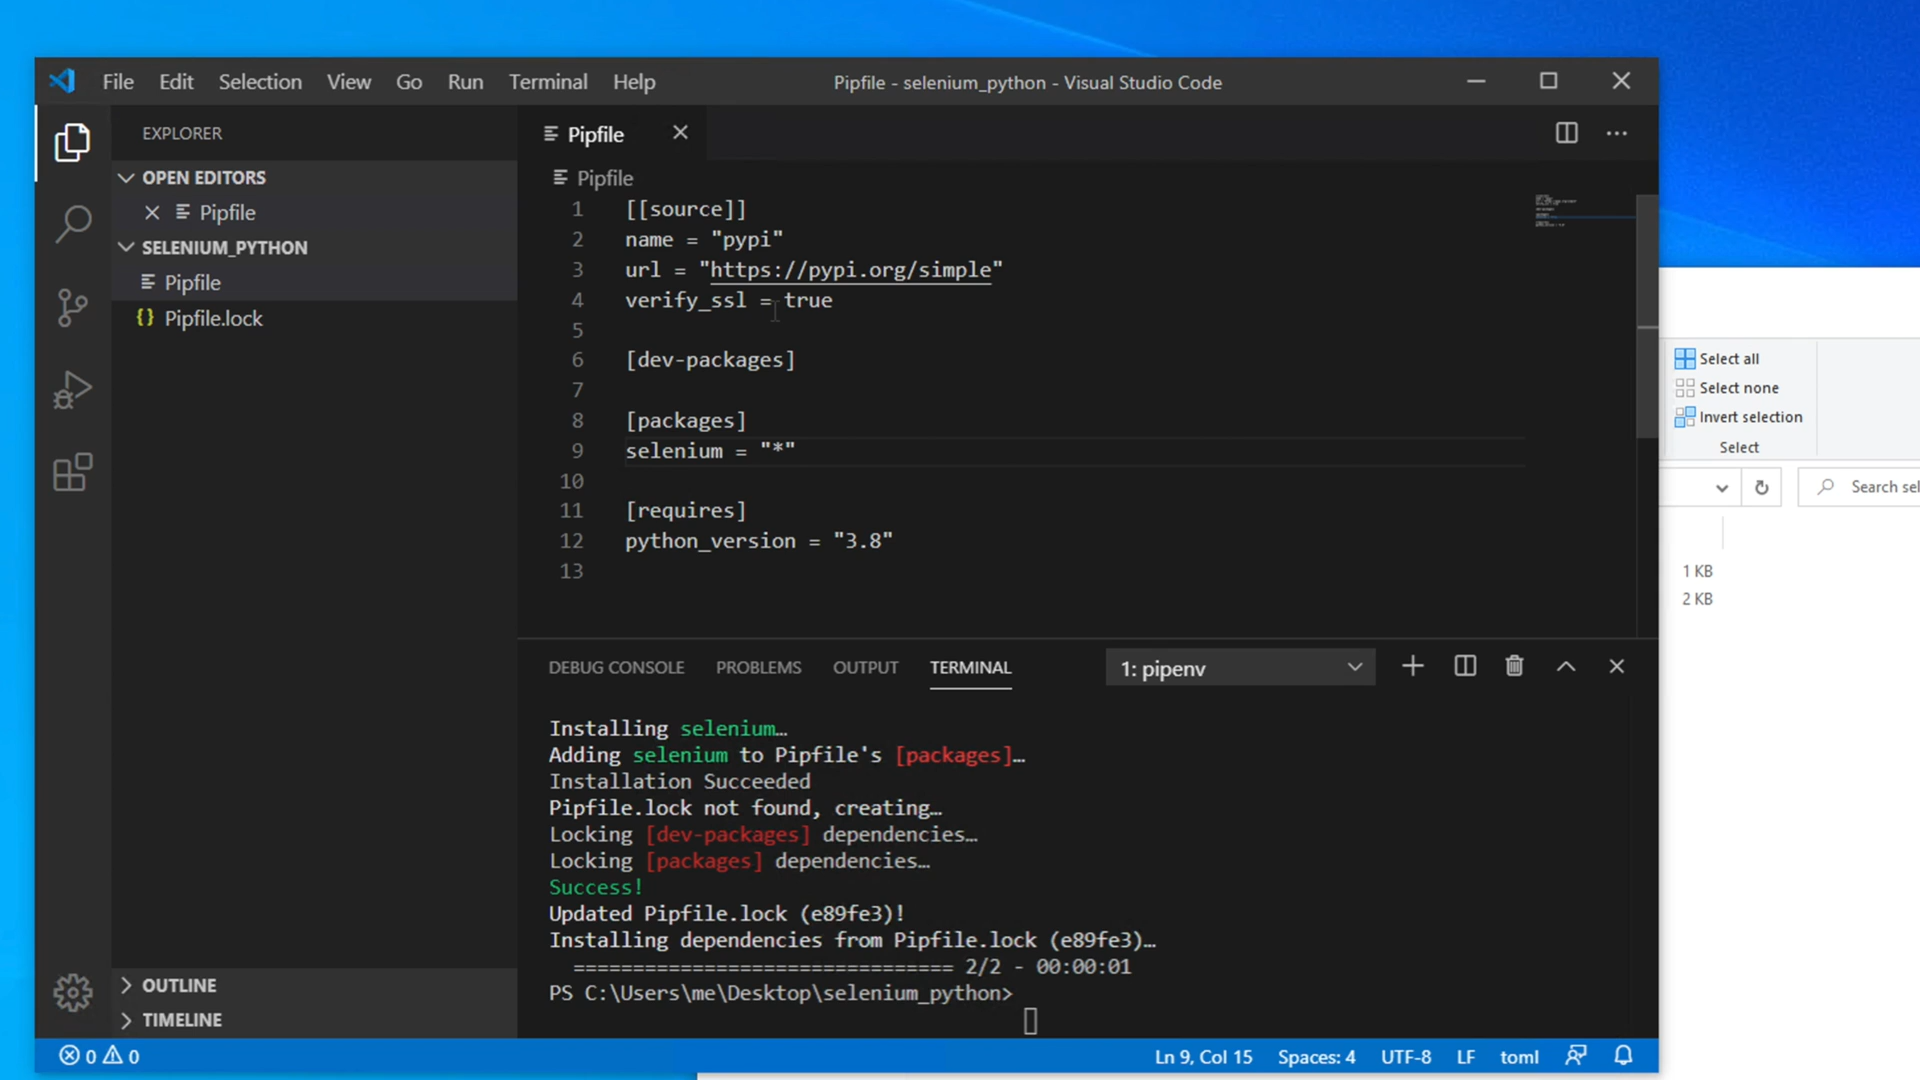 File Edit Selection View Go Run Terminal Help
Pipfile - selenium_python - Visual Studio Code
EXPLORER
OPEN EDITORS
Pipfile
SELENIUM_PYTHON
Pipfile
Pipfile.lock
OUTLINE
TIMELINE
Pipfile
Pipfile
1 [[source]]
2 name = "pypi"
3 url = "https://pypi.org/simple"
4 verify_ssl = true
5
6 [dev-packages]
7
8 [packages]
9 selenium = "*"
10
11 [requires]
12 python_version = "3.8"
13
DEBUG CONSOLE PROBLEMS OUTPUT TERMINAL 1: pipenv
Installing selenium…
Adding selenium to Pipfile's [packages]…
Installation Succeeded
Pipfile.lock not found, creating…
Locking [dev-packages] dependencies…
Locking [packages] dependencies…
Success!
Updated Pipfile.lock (e89fe3)!
Installing dependencies from Pipfile.lock (e89fe3)…
================================ 2/2 - 00:00:01
PS C:\Users\me\Desktop\selenium_python>
0 0 Ln 9, Col 15 Spaces: 4 UTF-8 LF toml
Select all
Select none
Invert selection
Select
Search sel
1 KB
2 KB